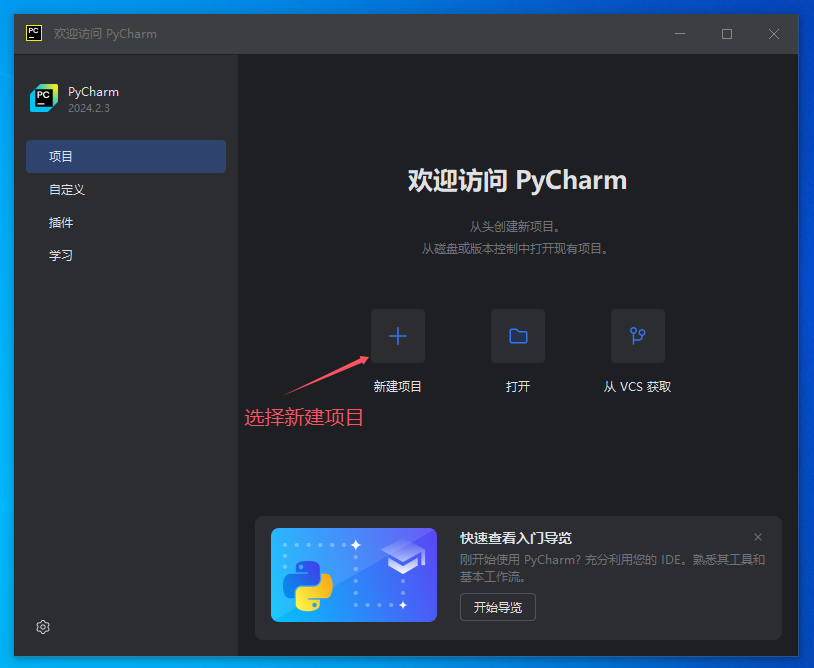 PC 欢迎访问 PyCharm
PC
PyCharm
2024.2.3
项目
自定义
插件
学习
欢迎访问 PyCharm
从头创建新项目。
从磁盘或版本控制中打开现有项目。
新建项目
打开
从 VCS 获取
选择新建项目
快速查看入门导览
刚开始使用 PyCharm? 充分利用您的 IDE。熟悉其工具和
基本工作流。
开始导览